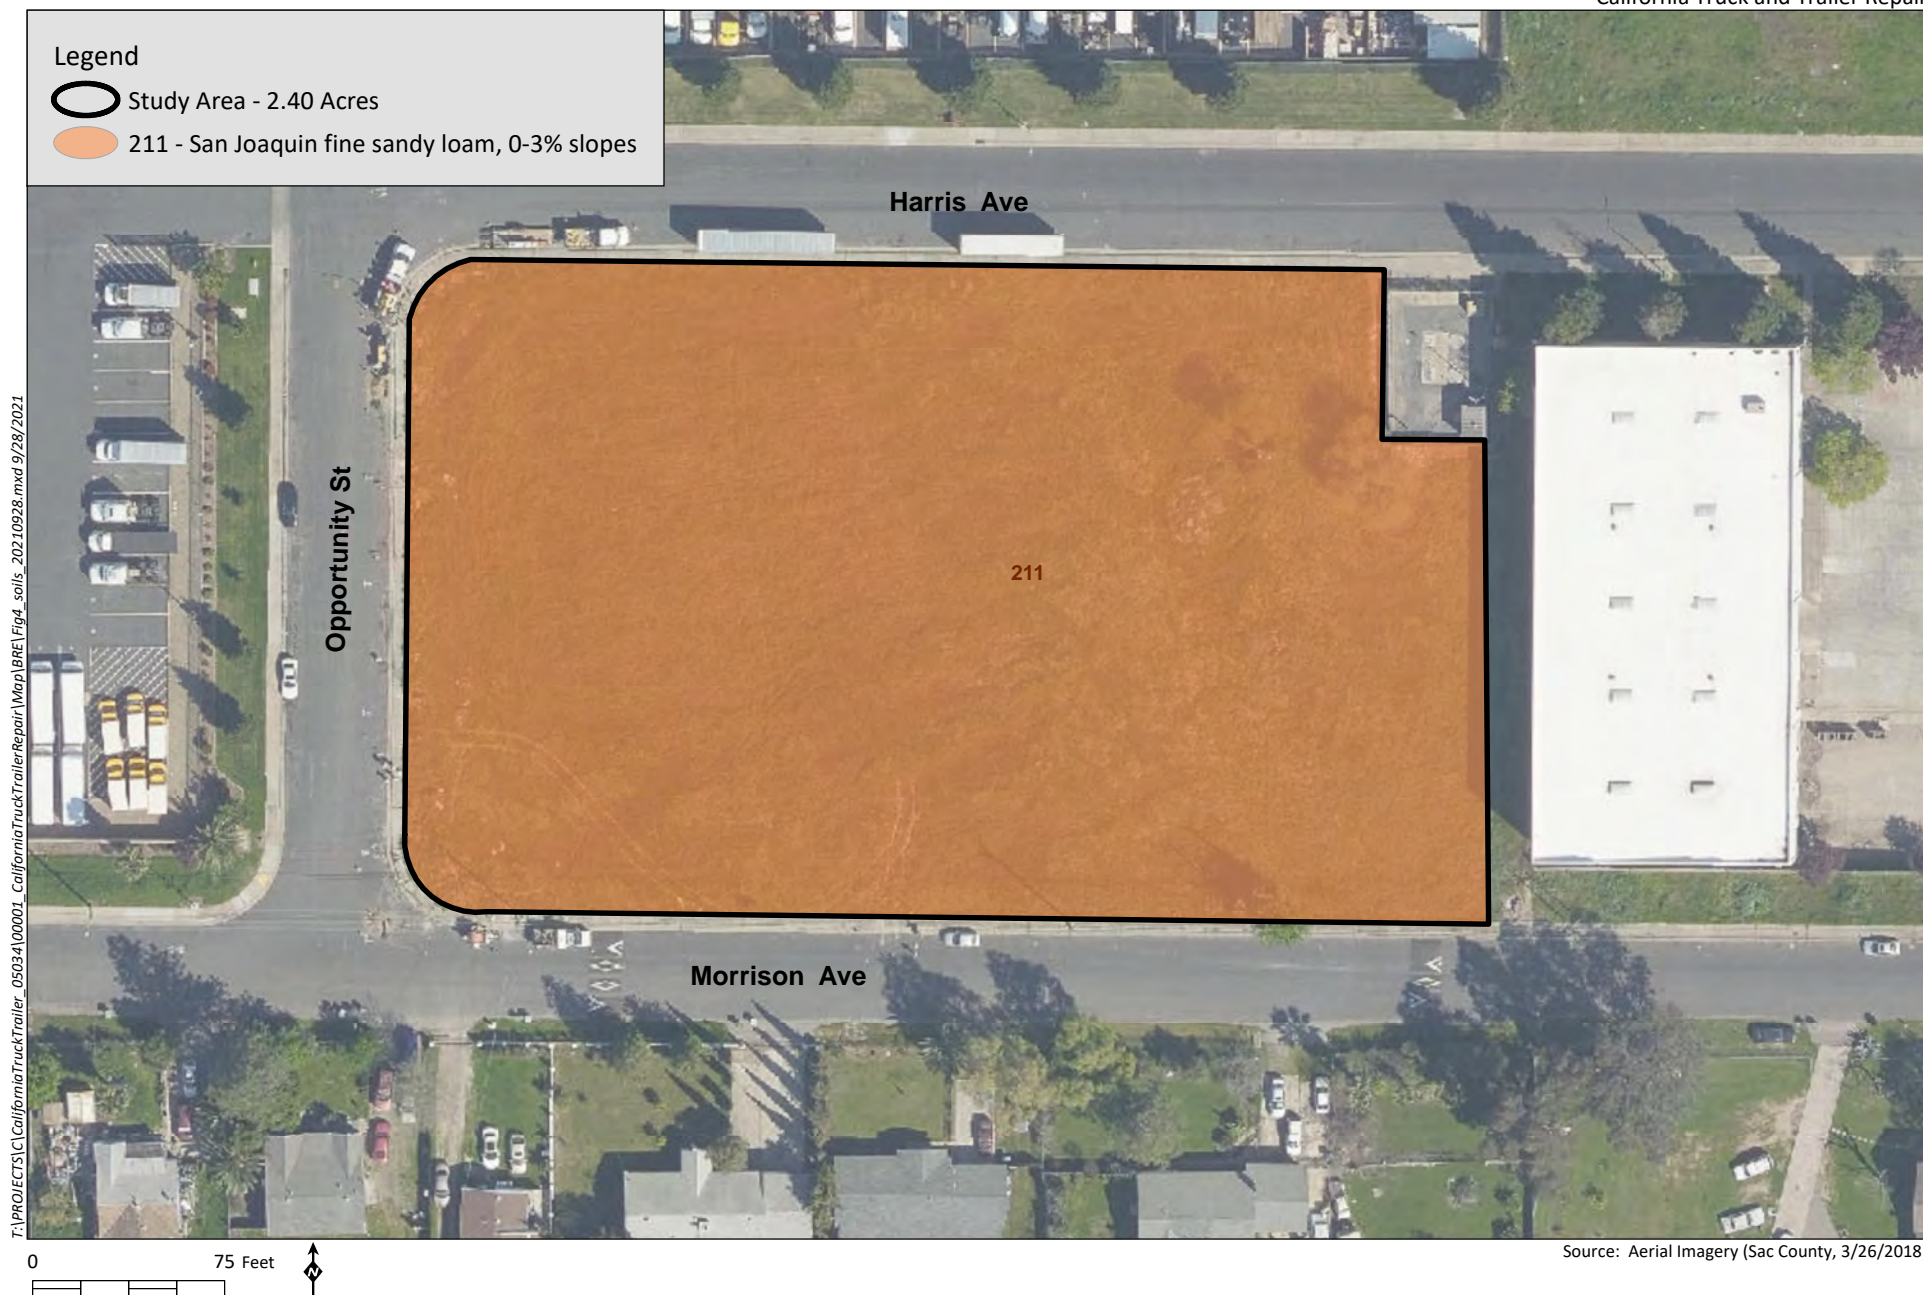 California Truck and Trailer Repair
Legend
Study Area - 2.40 Acres
211 - San Joaquin fine sandy loam, 0-3% slopes
Harris Ave
Opportunity St
211
Morrison Ave
T:\PROJECTS\C\CaliforniaTruckTrailer_05034\00001_CaliforniaTruckTrailerRepair\Map\BRE\Fig4_soils_20210928.mxd 9/28/2021
0 75 Feet
N
Source: Aerial Imagery (Sac County, 3/26/2018